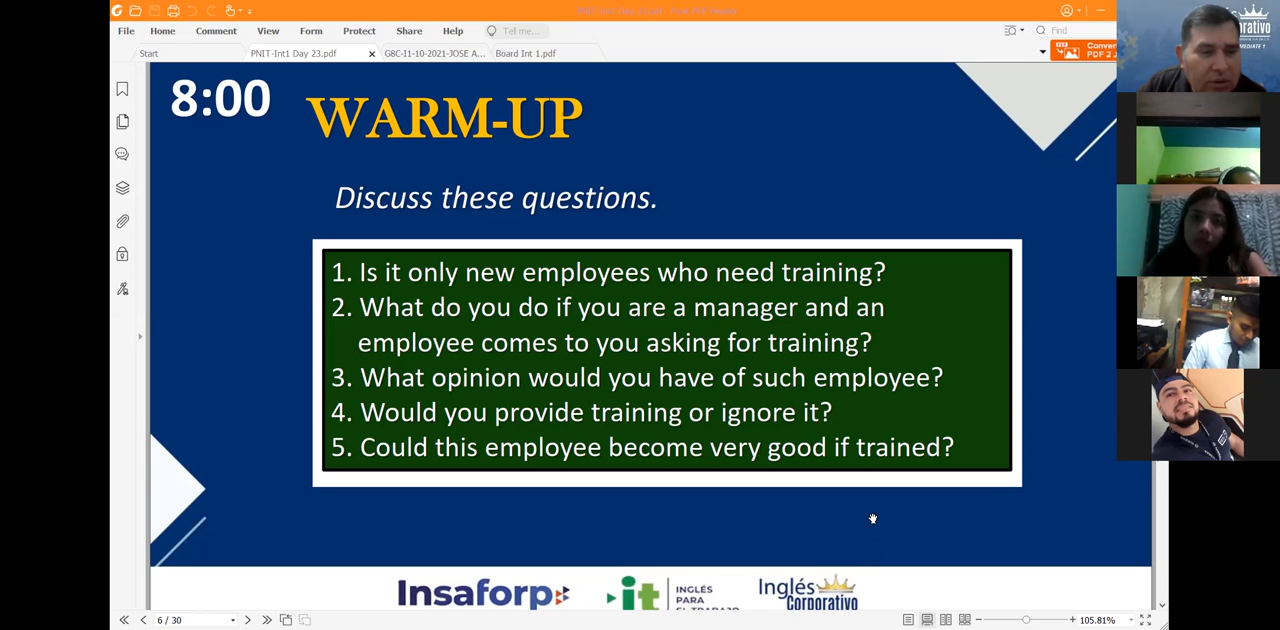 File Home Comment View Form Protect Share Help Tell me... Find
Start PNIT-Int1 Day 23.pdf G8C-I1-10-2021-JOSE A... Board Int 1.pdf
8:00 WARM-UP
Discuss these questions.
1. Is it only new employees who need training?
2. What do you do if you are a manager and an
employee comes to you asking for training?
3. What opinion would you have of such employee?
4. Would you provide training or ignore it?
5. Could this employee become very good if trained?
Insaforp
it
INGLÉS
PARA
EL TRABAJO
Inglés
Corporativo
6 / 30
105.81%